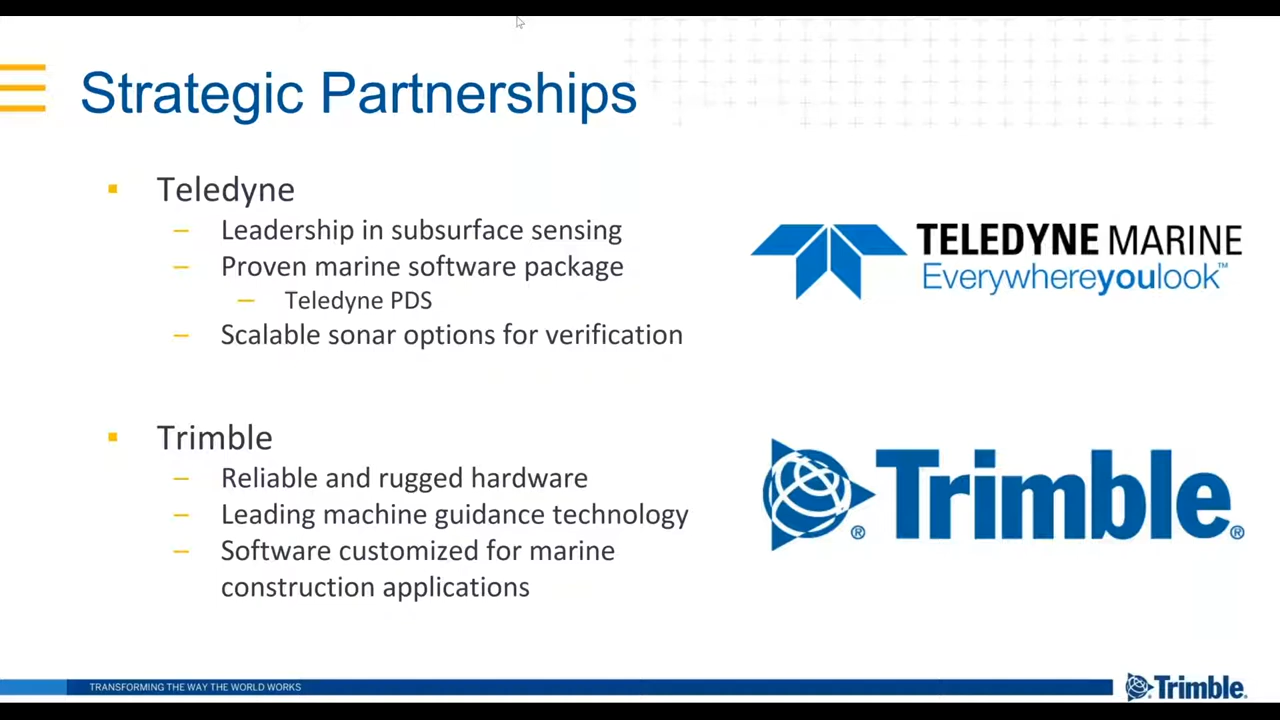 Strategic Partnerships
▪ Teledyne
– Leadership in subsurface sensing
– Proven marine software package
– Teledyne PDS
– Scalable sonar options for verification
TELEDYNE MARINE
Everywhereyoulook™
▪ Trimble
– Reliable and rugged hardware
– Leading machine guidance technology
– Software customized for marine
construction applications
® Trimble®
TRANSFORMING THE WAY THE WORLD WORKS
Trimble®